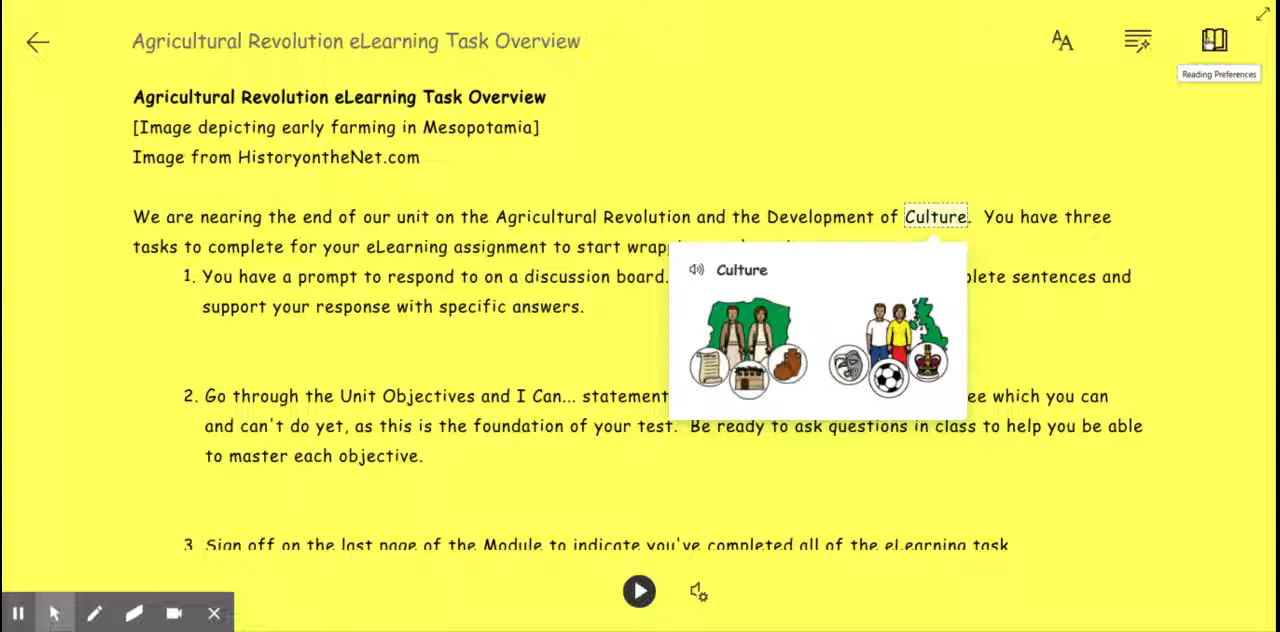 Agricultural Revolution eLearning Task Overview
Reading Preferences
Agricultural Revolution eLearning Task Overview
[Image depicting early farming in Mesopotamia]
Image from HistoryontheNet.com
We are nearing the end of our unit on the Agricultural Revolution and the Development of Culture. You have three
tasks to complete for your eLearning assignment to start
1. You have a prompt to respond to on a discussion board. sentences and
support your response with specific answers.
Culture
2. Go through the Unit Objectives and I Can... which you can
and can't do yet, as this is the foundation of your test. Be ready to ask questions in class to help you be able
to master each objective.
3. Sign off on the last page of the Module to indicate you've completed all of the eLearning task